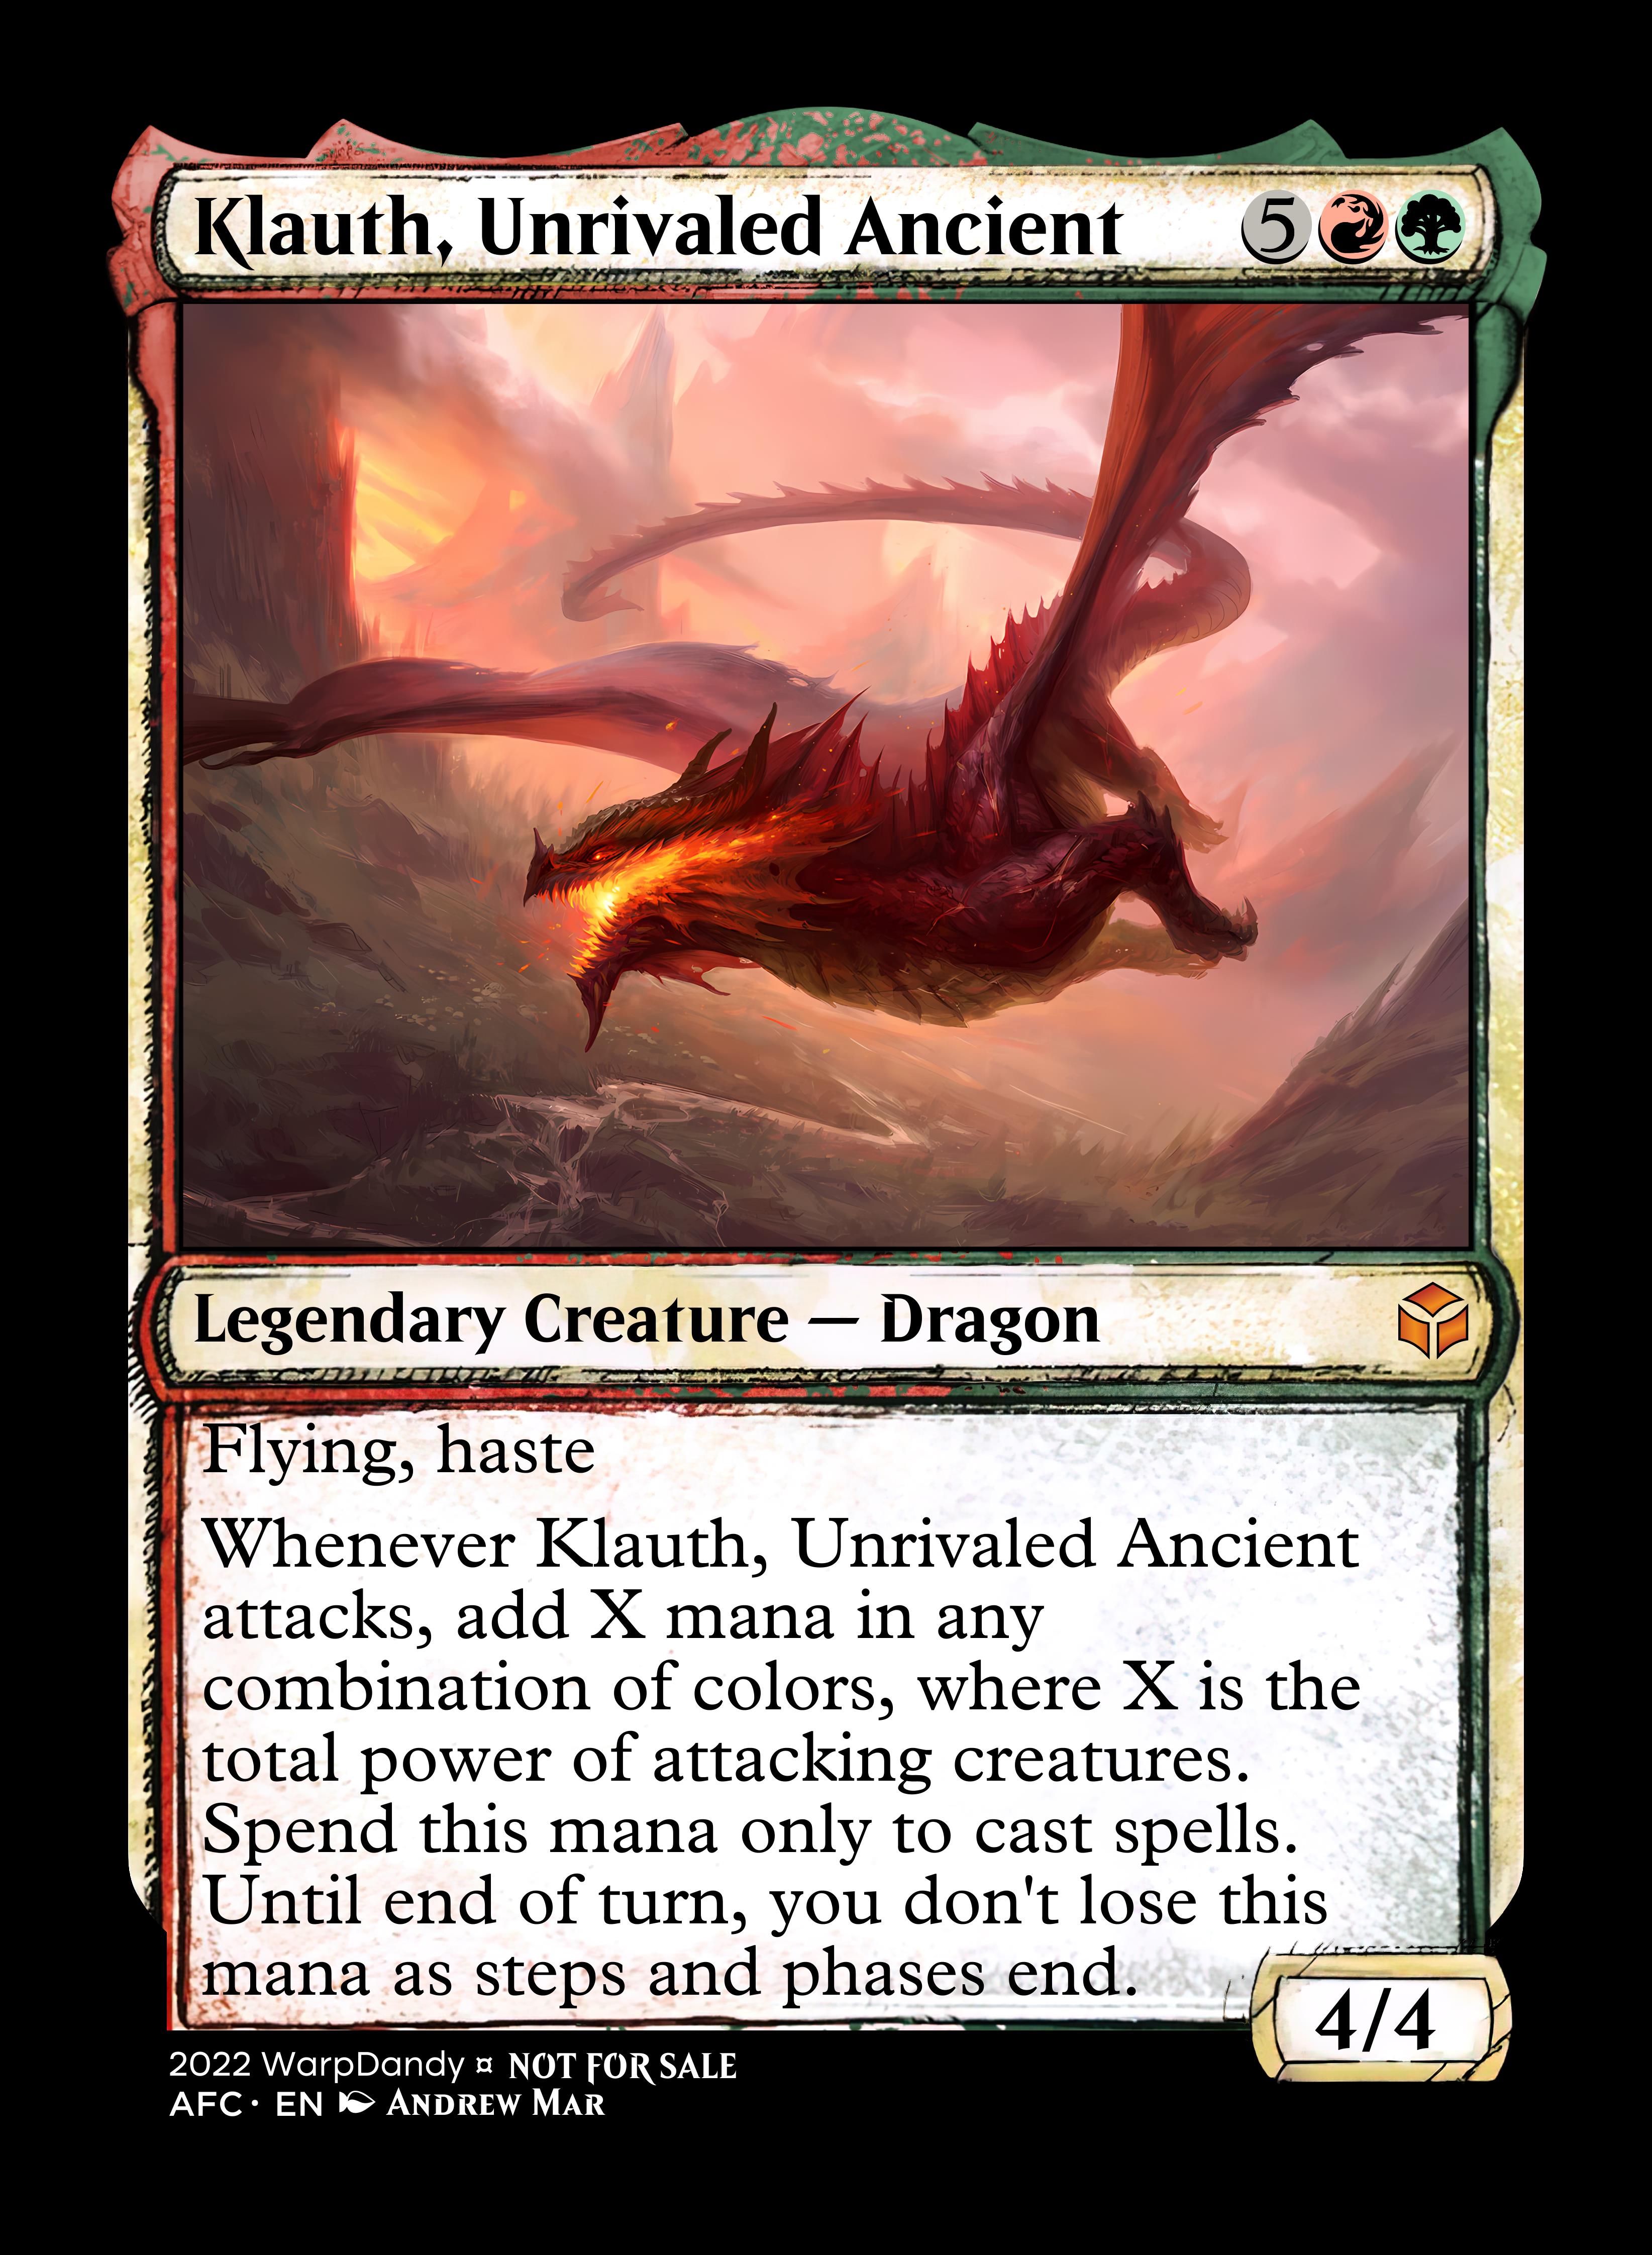 Klauth, Unrivaled Ancient 5
Legendary Creature — Dragon
Flying, haste
Whenever Klauth, Unrivaled Ancient
attacks, add X mana in any
combination of colors, where X is the
total power of attacking creatures.
Spend this mana only to cast spells.
Until end of turn, you don't lose this
mana as steps and phases end.
4/4
2022 WarpDandy ¤ NOT FOR SALE
AFC · EN Andrew Mar